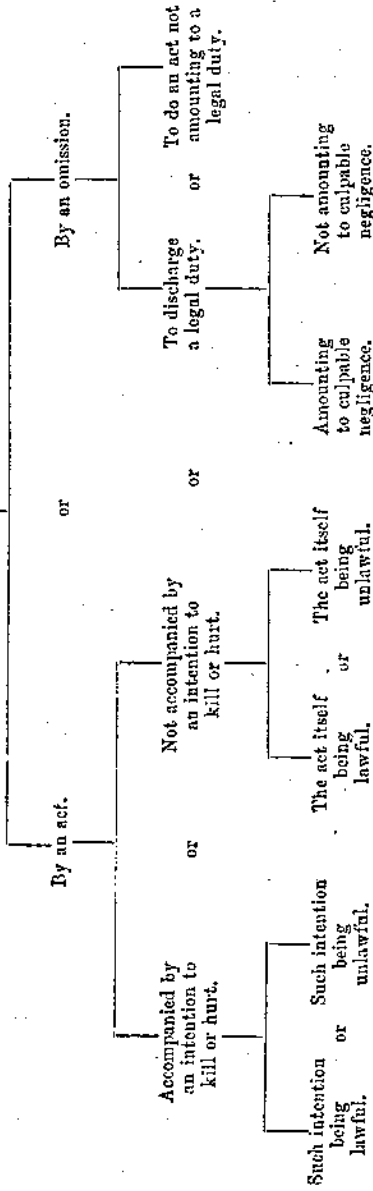 By an act.
or
By an omission.
Accompanied by
an intention to
kill or hurt.
or
Not accompanied by
an intention to
kill or hurt.
or
To discharge
a legal duty.
or
To do an act not
amounting to a
legal duty.
Such intention
being
lawful.
or
Such intention
being
unlawful.
The act itself
being
lawful.
or
The act itself
being
unlawful.
Amounting
to culpable
negligence.
Not amounting
to culpable
negligence.